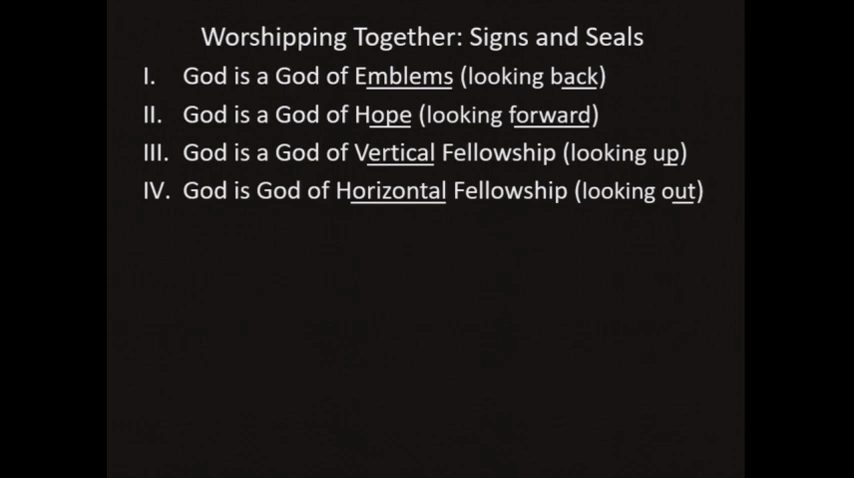 Worshipping Together: Signs and Seals
I. God is a God of Emblems (looking back)
II. God is a God of Hope (looking forward)
III. God is a God of Vertical Fellowship (looking up)
IV. God is God of Horizontal Fellowship (looking out)